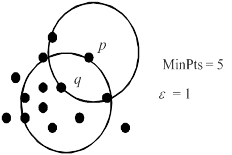 p
MinPts = 5
q
ε = 1